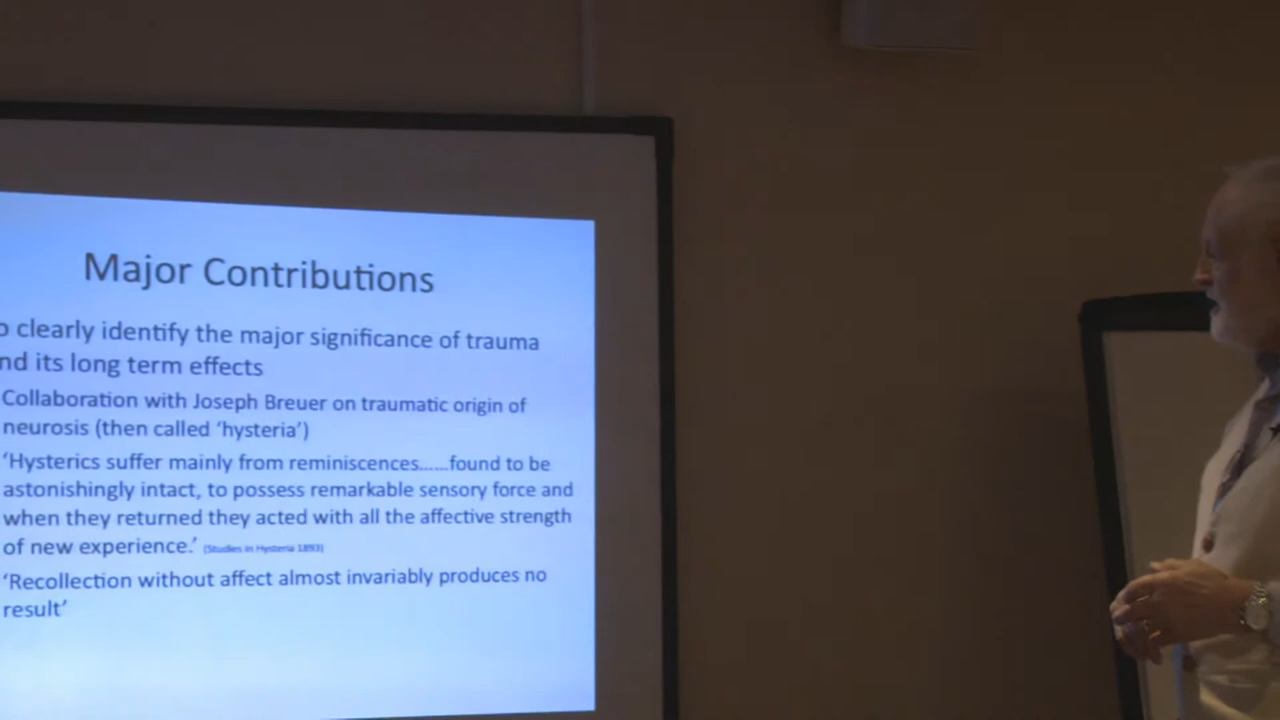 Major Contributions
o clearly identify the major significance of trauma
nd its long term effects
Collaboration with Joseph Breuer on traumatic origin of
neurosis (then called ‘hysteria’)
‘Hysterics suffer mainly from reminiscences……found to be
astonishingly intact, to possess remarkable sensory force and
when they returned they acted with all the affective strength
of new experience.’ (Studies in Hysteria 1893)
‘Recollection without affect almost invariably produces no
result’